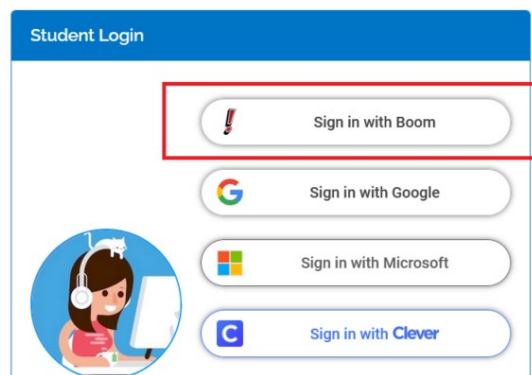 Student Login
Sign in with Boom
Sign in with Google
Sign in with Microsoft
Sign in with Clever